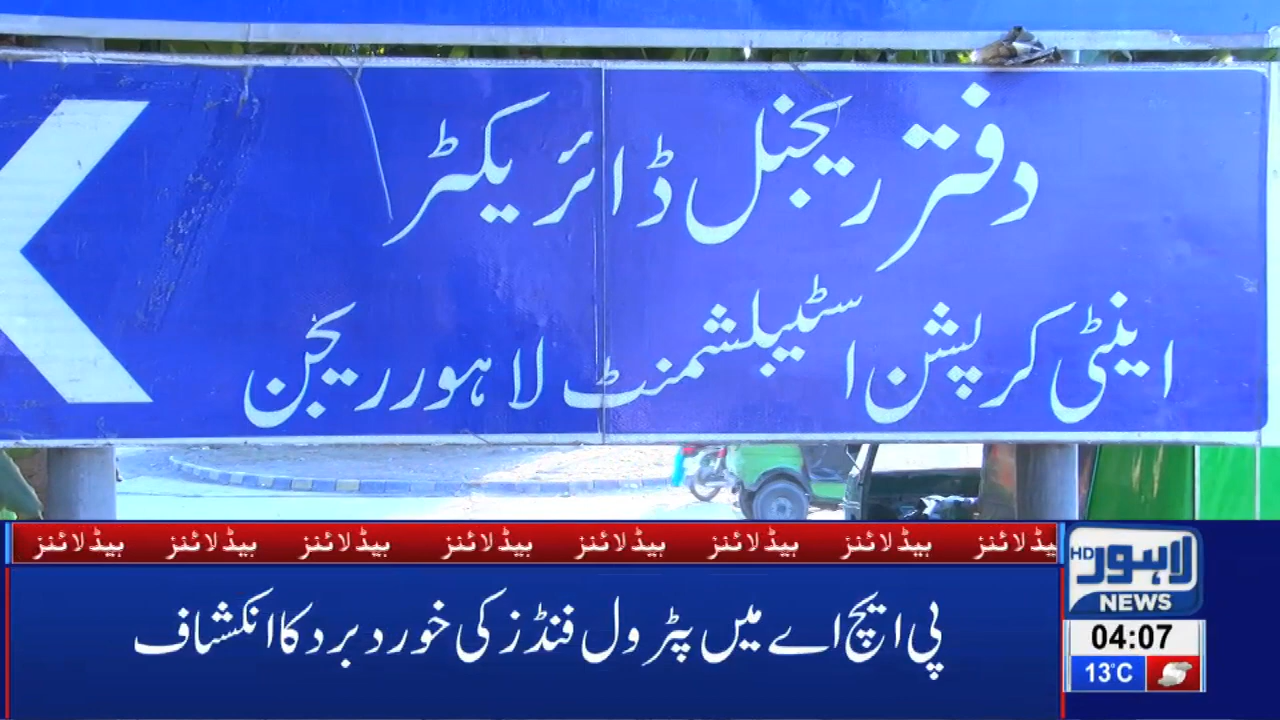 دفتر ریجنل ڈائریکٹر
اینٹی کرپشن اسٹیبلشمنٹ لاہور ریجن
ہیڈلائنز ہیڈلائنز ہیڈلائنز ہیڈلائنز ہیڈلائنز ہیڈلائنز ہیڈلائنز ہیڈلائنز
پی ایچ اے میں پٹرول فنڈز کی خورد برد کا انکشاف
HD لاہور
NEWS
04:07
13°C